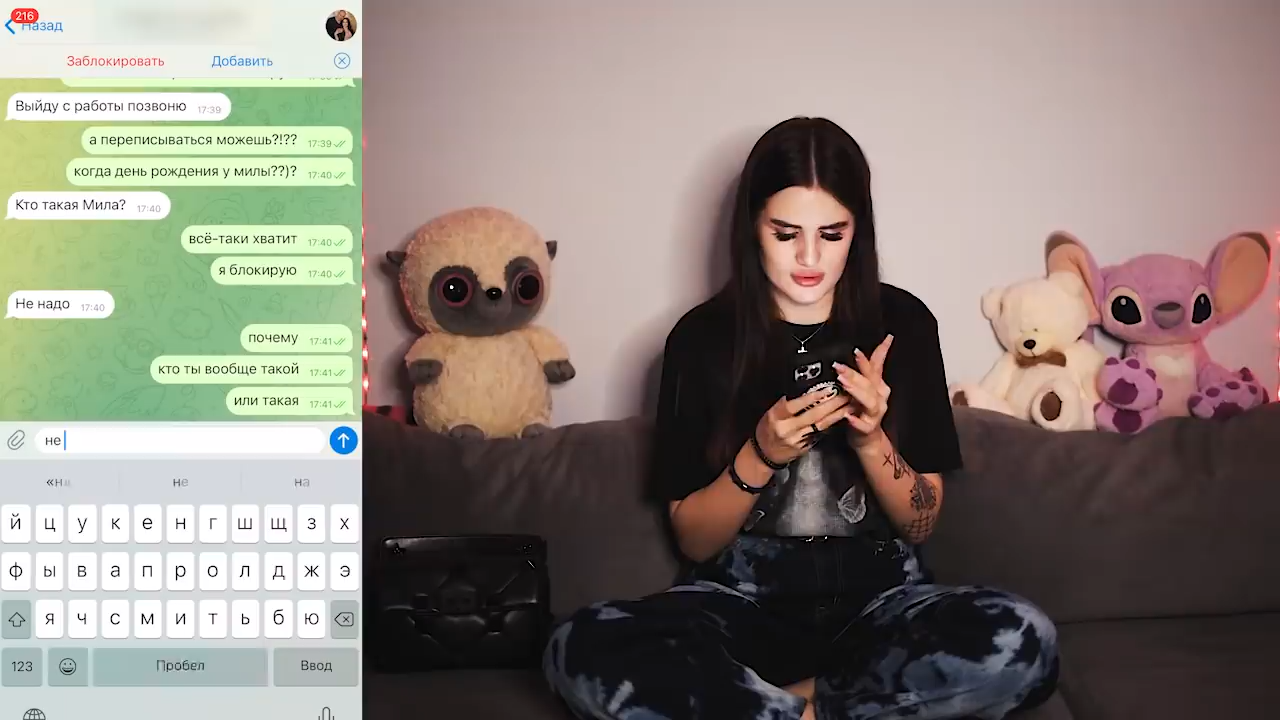 216
Назад
Заблокировать Добавить
Выйду с работы позвоню 17:39
а переписываться можешь?!?? 17:39
когда день рождения у милы??)? 17:40
Кто такая Мила? 17:40
всё-таки хватит 17:40
я блокирую 17:40
Не надо 17:40
почему 17:41
кто ты вообще такой 17:41
или такая 17:41
не
не на
й ц у к е н г ш щ з х
ф ы в а п р о л д ж э
я ч с м и т ь б ю
123 Пробел Ввод